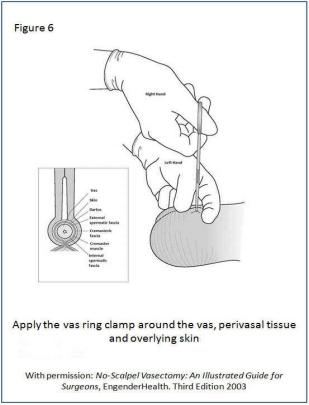 Figure 6
Right Hand
Left Hand
Vas
Skin
Dartos
External
spermatic fascia
Cremasteric
fascia
Cremaster
muscle
Internal
spermatic
fascia
Apply the vas ring clamp around the vas, perivasal tissue
and overlying skin
With permission: No-Scalpel Vasectomy: An Illustrated Guide for
Surgeons, EngenderHealth. Third Edition 2003